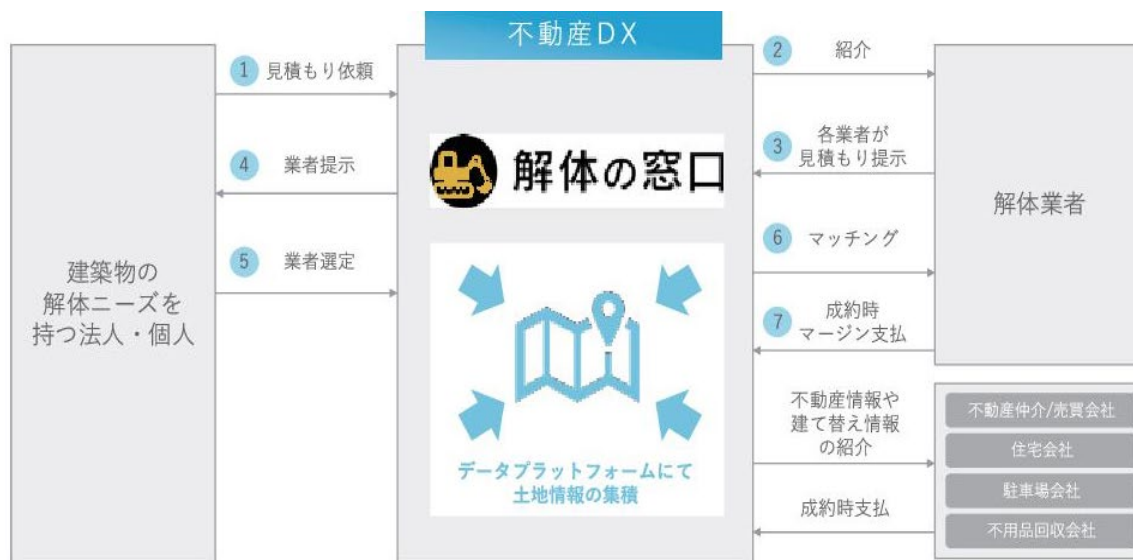 不動産DX
1 見積もり依頼
4 業者提示
5 業者選定
建築物の
解体ニーズを
持つ法人・個人
解体の窓口
データプラットフォームにて
土地情報の集積
2 紹介
3 各業者が
見積もり提示
6 マッチング
7 成約時
マージン支払
解体業者
不動産情報や
建て替え情報
の紹介
成約時支払
不動産仲介/売買会社
住宅会社
駐車場会社
不用品回収会社